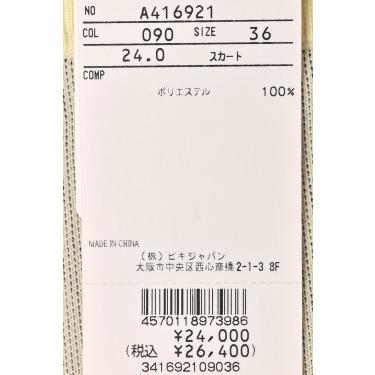 NO A416921
COL 090 SIZE 36
24.0 スカート
COMP
ポリエステル 100%
MADE IN CHINA
(株) ビキジャパン
大阪市中央区西心斎橋2-1-3 8F
4570118973986
¥24,000
(税込 ¥26,400)
341692109036